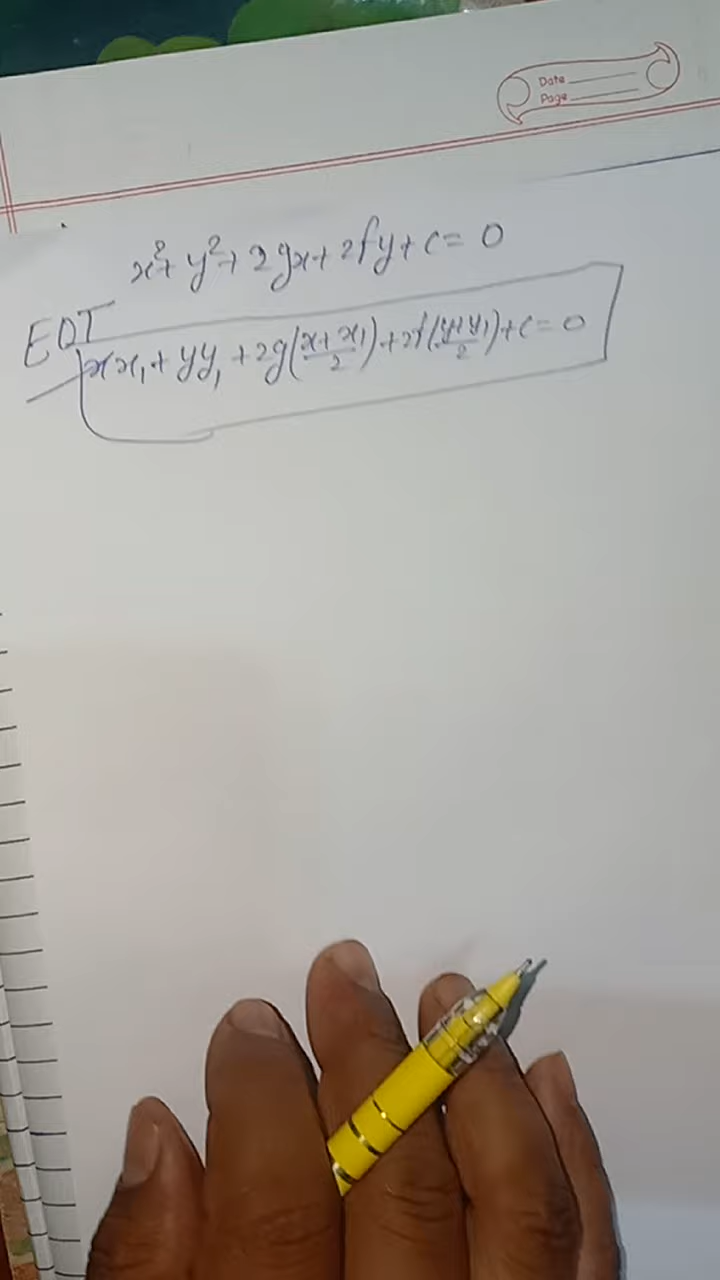 Date
Page
x²+ y²+ 2gx+ 2fy+c= 0
EOT
xx₁+ yy₁ +2g(x+x₁/2)+2f(y+y₁/2)+c=0